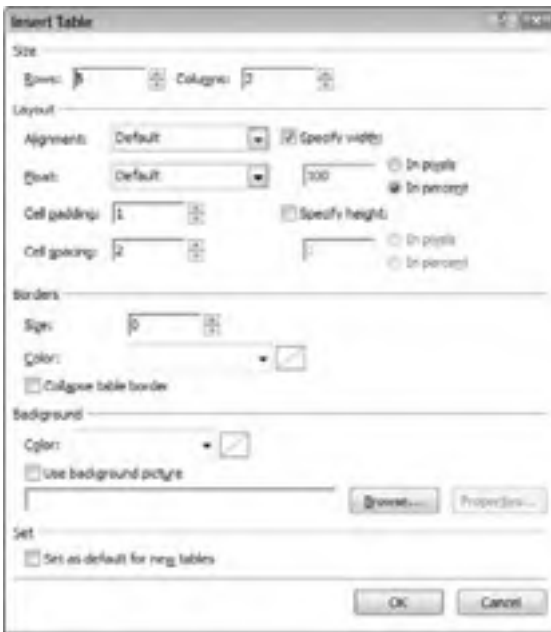 Insert Table
Size
Rows: Columns: 2
Layout
Alignment: Default Specify width:
Float: Default 100 In pixels
In percent
Cell padding: 1 Specify height:
Cell spacing: 2 In pixels
In percent
Borders
Size: 0
Color:
Collapse table border
Background
Color:
Use background picture
Browse... Properties...
Set
Set as default for new tables
OK Cancel